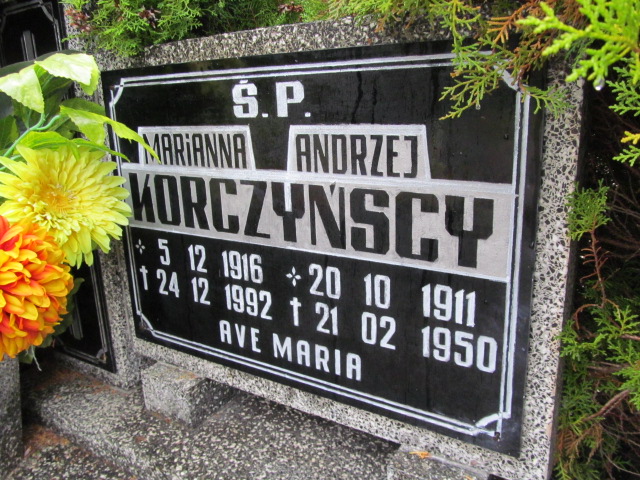 Ś.P.
MARiANNA ANDRZEJ
KORCZYŃSCY
5 12 1916 20 10 1911
† 24 12 1992 † 21 02 1950
AVE MARIA